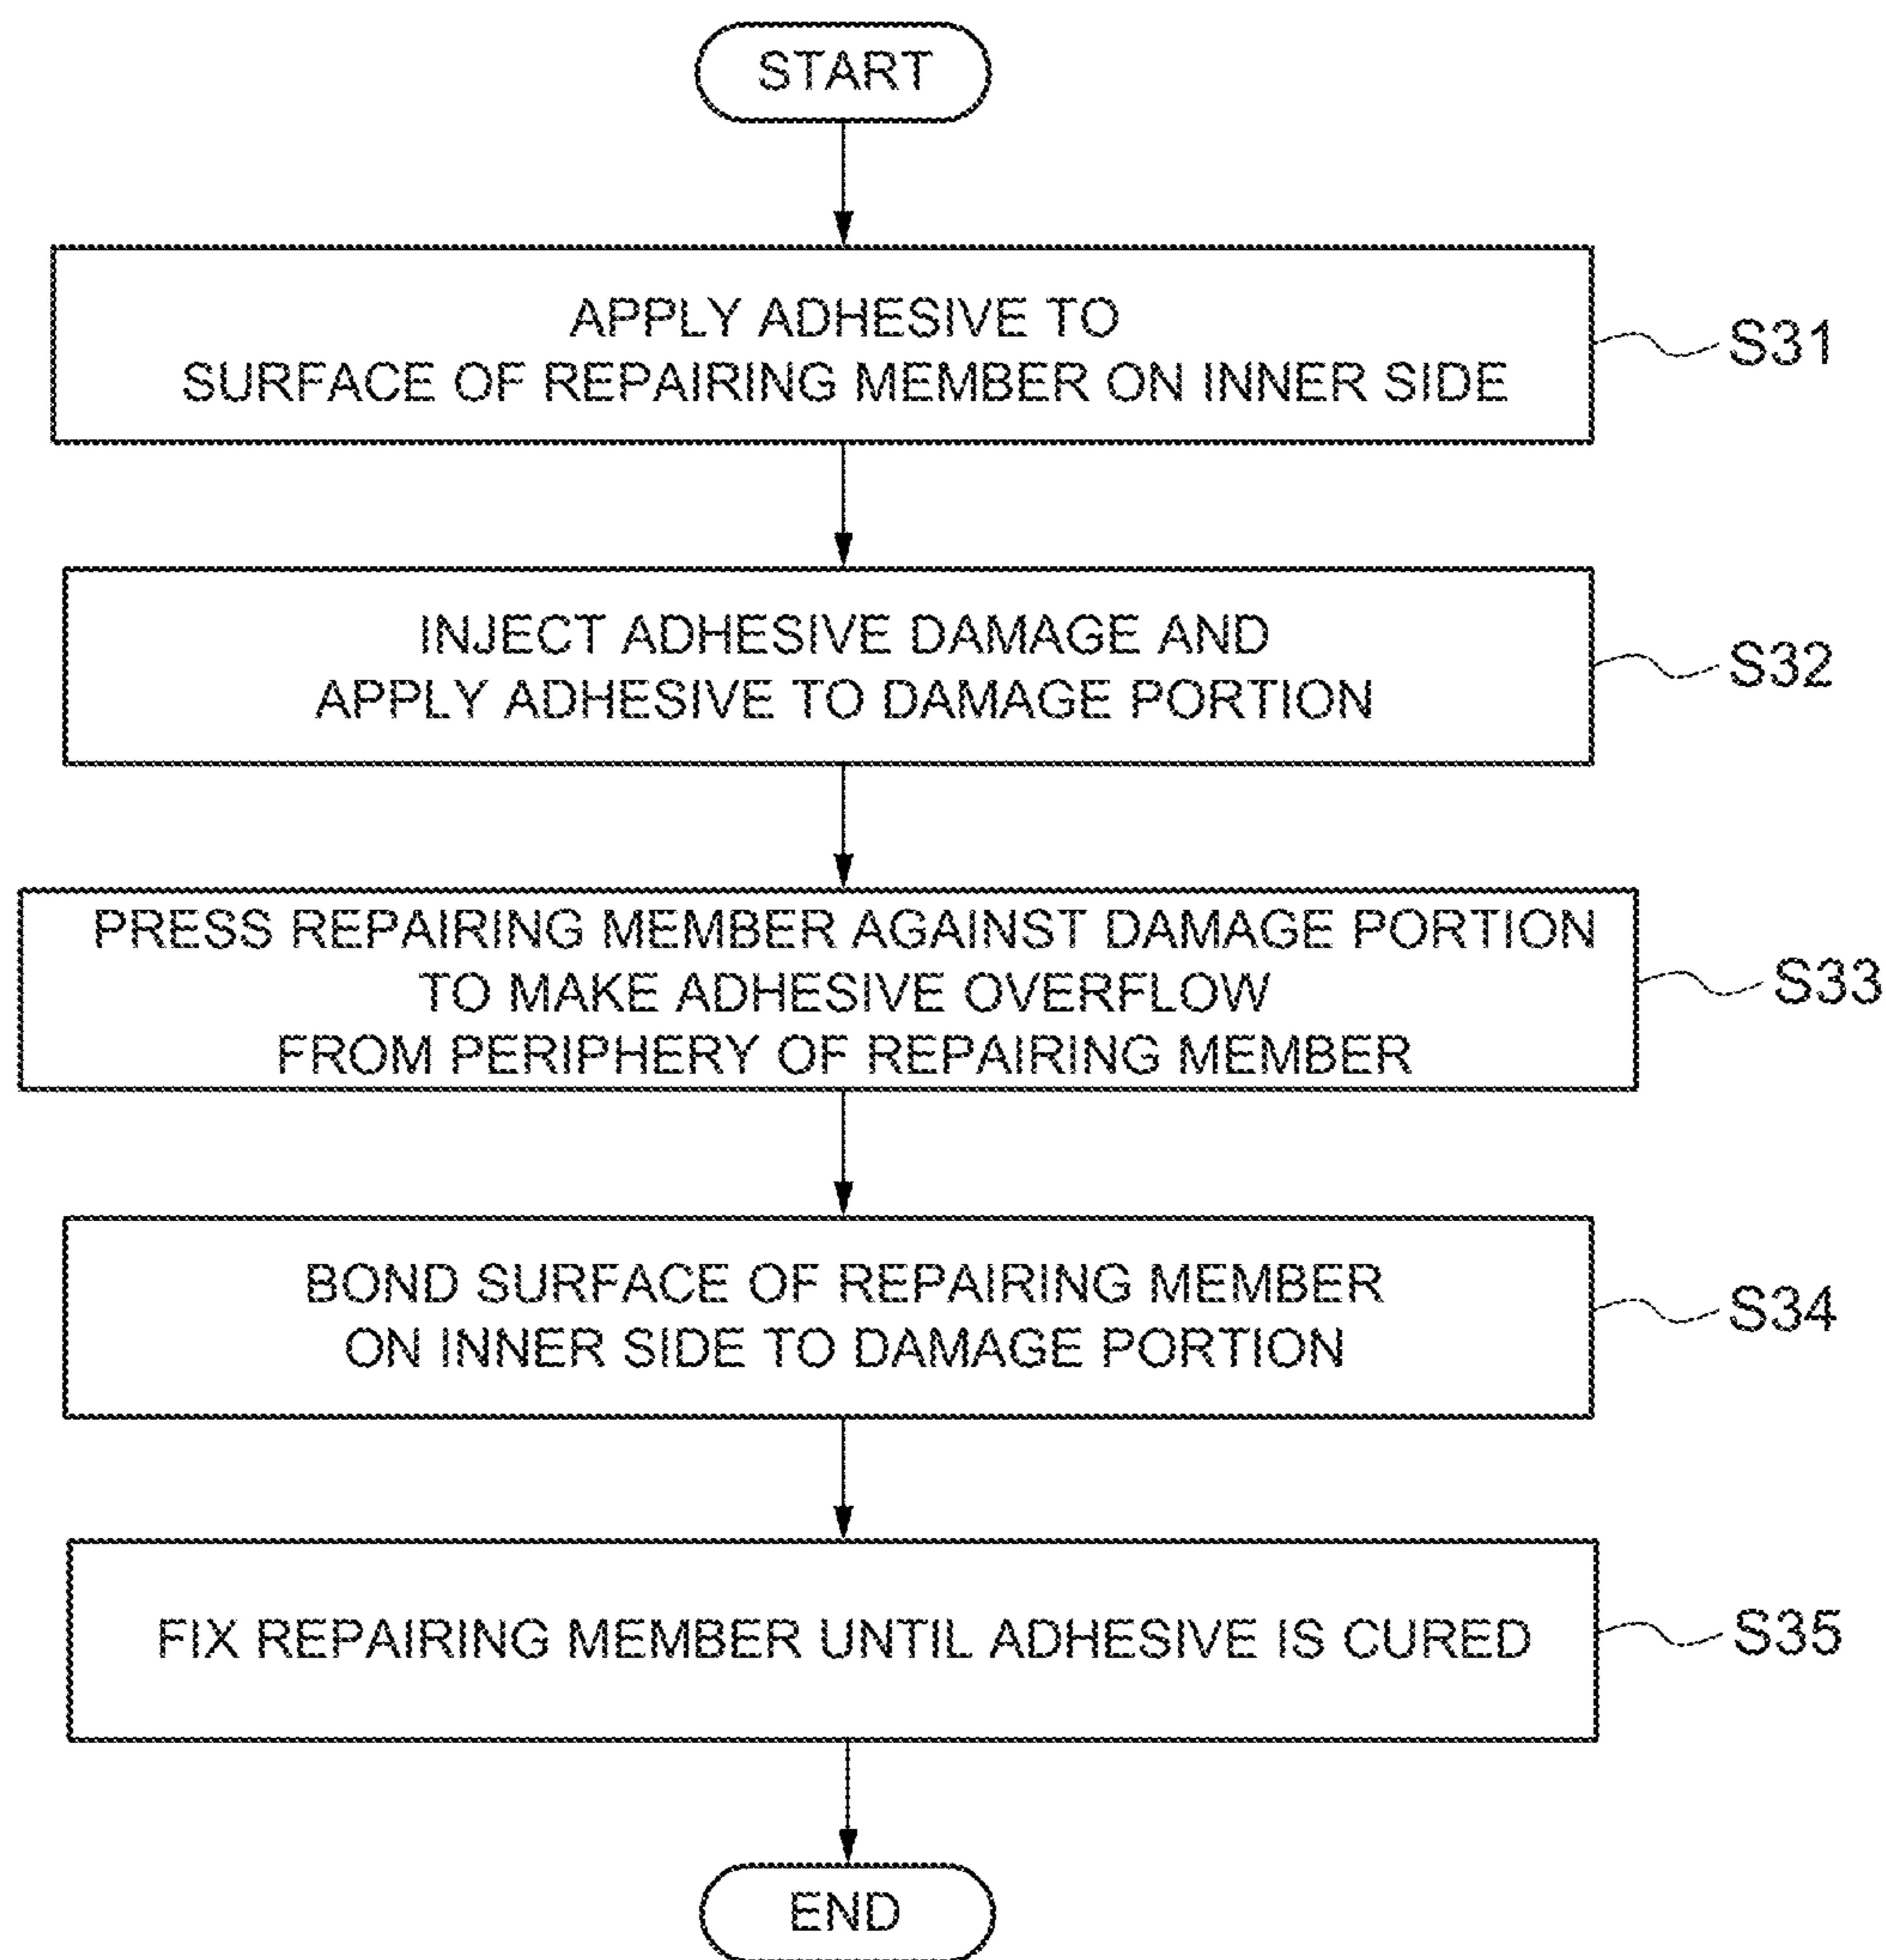 START
APPLY ADHESIVE TO
SURFACE OF REPAIRING MEMBER ON INNER SIDE
S31
INJECT ADHESIVE DAMAGE AND
APPLY ADHESIVE TO DAMAGE PORTION
S32
PRESS REPAIRING MEMBER AGAINST DAMAGE PORTION
TO MAKE ADHESIVE OVERFLOW
FROM PERIPHERY OF REPAIRING MEMBER
S33
BOND SURFACE OF REPAIRING MEMBER
ON INNER SIDE TO DAMAGE PORTION
S34
FIX REPAIRING MEMBER UNTIL ADHESIVE IS CURED
S35
END